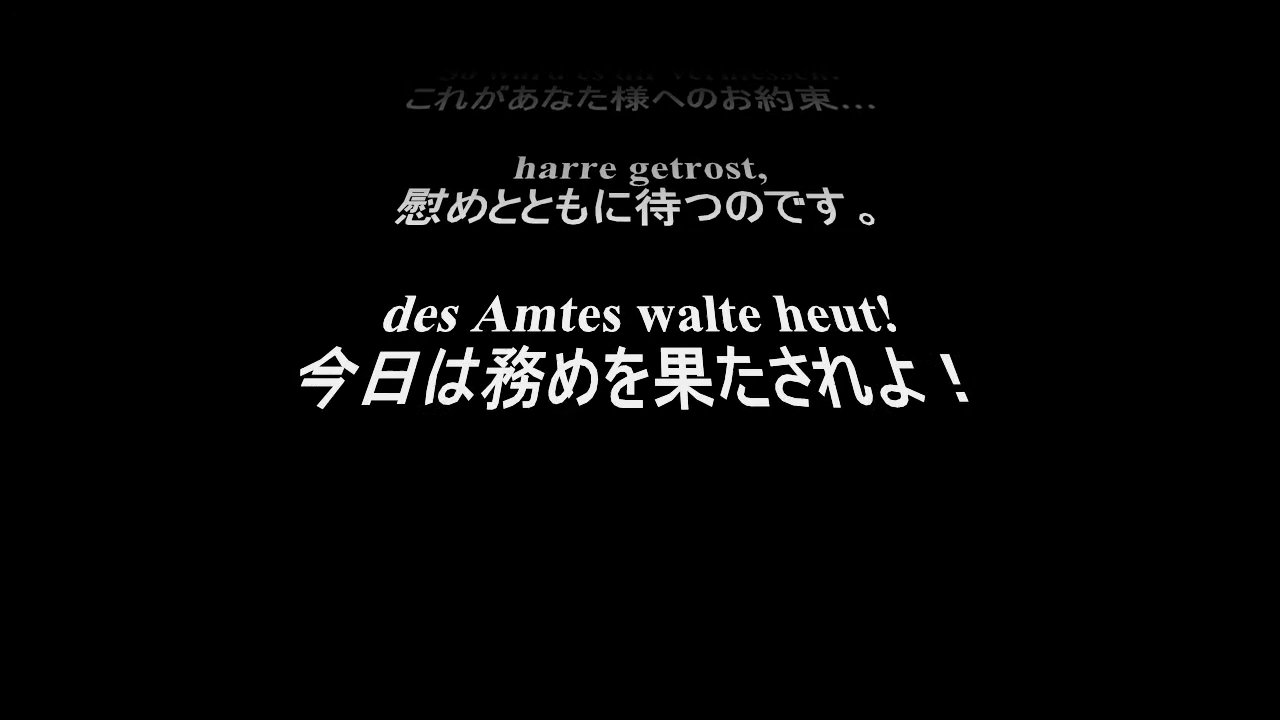 これがあなた様へのお約束...
harre getrost,
慰めとともに待つのです。
des Amtes walte heut!
今日は務めを果たされよ！